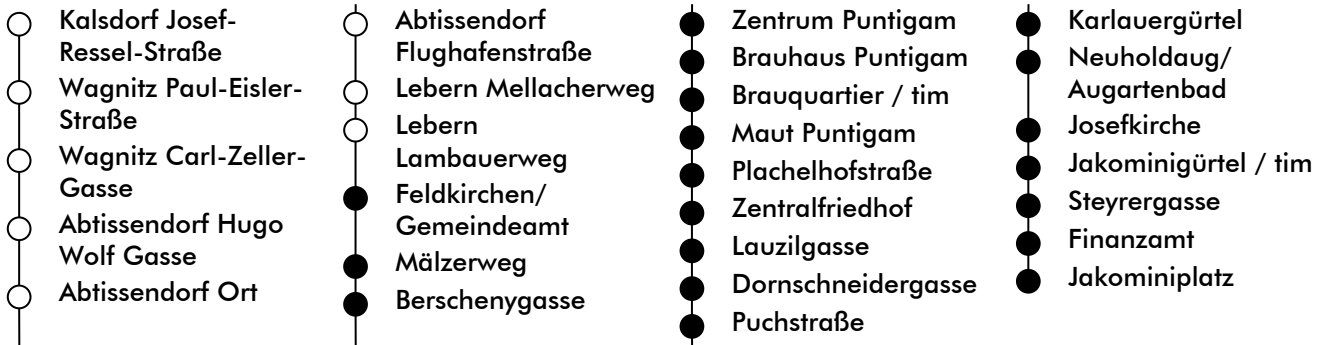 Kalsdorf Josef-
Ressel-Straße
Wagnitz Paul-Eisler-
Straße
Wagnitz Carl-Zeller-
Gasse
Abtissendorf Hugo
Wolf Gasse
Abtissendorf Ort
Abtissendorf
Flughafenstraße
Lebern Mellacherweg
Lebern
Lambauerweg
Feldkirchen/
Gemeindeamt
Mälzerweg
Berschenygasse
Zentrum Puntigam
Brauhaus Puntigam
Brauquartier / tim
Maut Puntigam
Plachelhofstraße
Zentralfriedhof
Lauzilgasse
Dornschneidergasse
Puchstraße
Karlauergürtel
Neuholdaug/
Augartenbad
Josefkirche
Jakominigürtel / tim
Steyrergasse
Finanzamt
Jakominiplatz